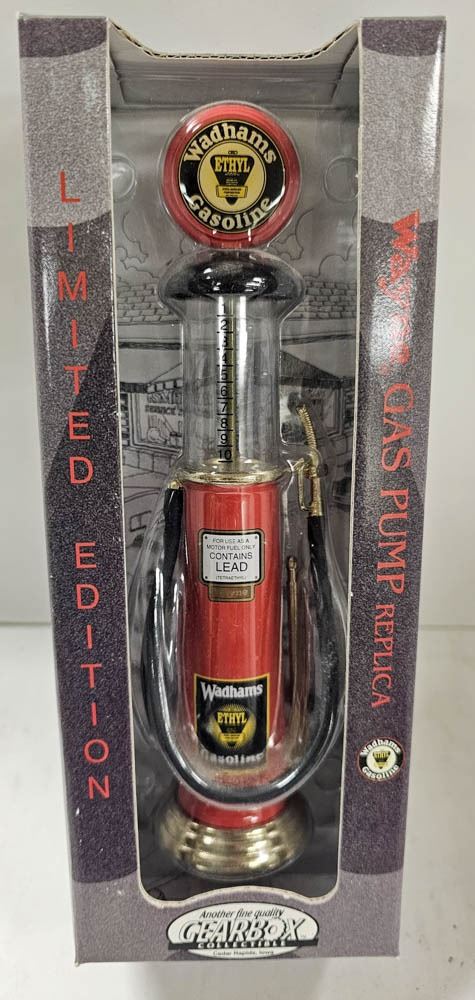 LIMITED EDITION
Wadhams
ETHYL
Gasoline
2
3
4
5
6
7
8
9
10
FOR USE AS A
MOTOR FUEL ONLY
CONTAINS
LEAD
(TETRAETHYL)
Wayne
Wadhams
ETHYL
Gasoline
Wayne GAS PUMP REPLICA
Wadhams
Gasoline
Another fine quality
GEARBOX
COLLECTIBLE
Cedar Rapids, Iowa